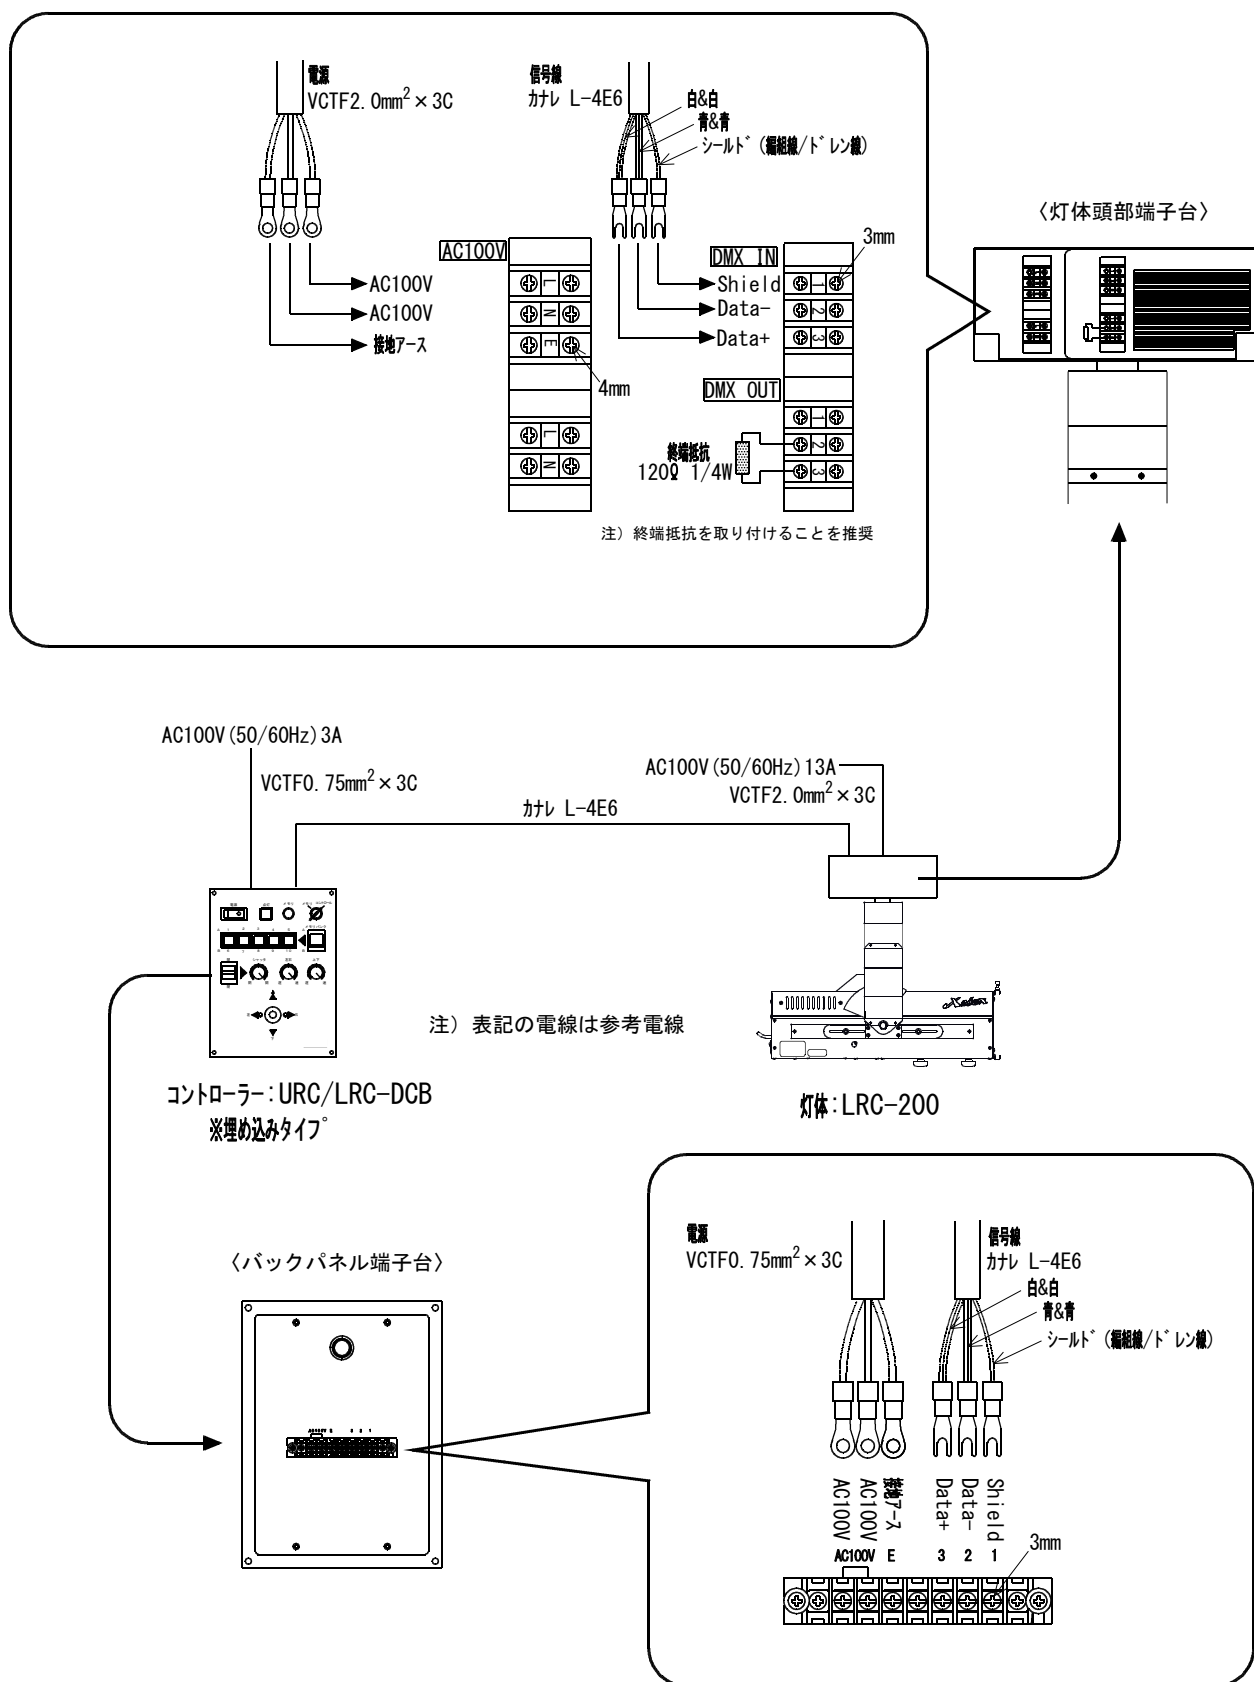 電源
VCTF2.0mm²×3C
信号線
カナレ L-4E6
白&白
青&青
シールド(編組線/ドレン線)
AC100V
AC100V
接地アース
AC100V
L
N
E
4mm
L
N
DMX IN
3mm
Shield
Data-
Data+
1
2
3
DMX OUT
1
2
3
終端抵抗
120Ω 1/4W
注) 終端抵抗を取り付けることを推奨
〈灯体頭部端子台〉
AC100V(50/60Hz)3A
VCTF0.75mm²×3C
カナレ L-4E6
AC100V(50/60Hz)13A
VCTF2.0mm²×3C
Xebex
注) 表記の電線は参考電線
コントローラー:URC/LRC-DCB
※埋め込みタイプ
灯体:LRC-200
〈バックパネル端子台〉
電源
VCTF0.75mm²×3C
信号線
カナレ L-4E6
白&白
青&青
シールド(編組線/ドレン線)
AC100V
AC100V
接地アース
Data+
Data-
Shield
AC100V E 3 2 1
3mm